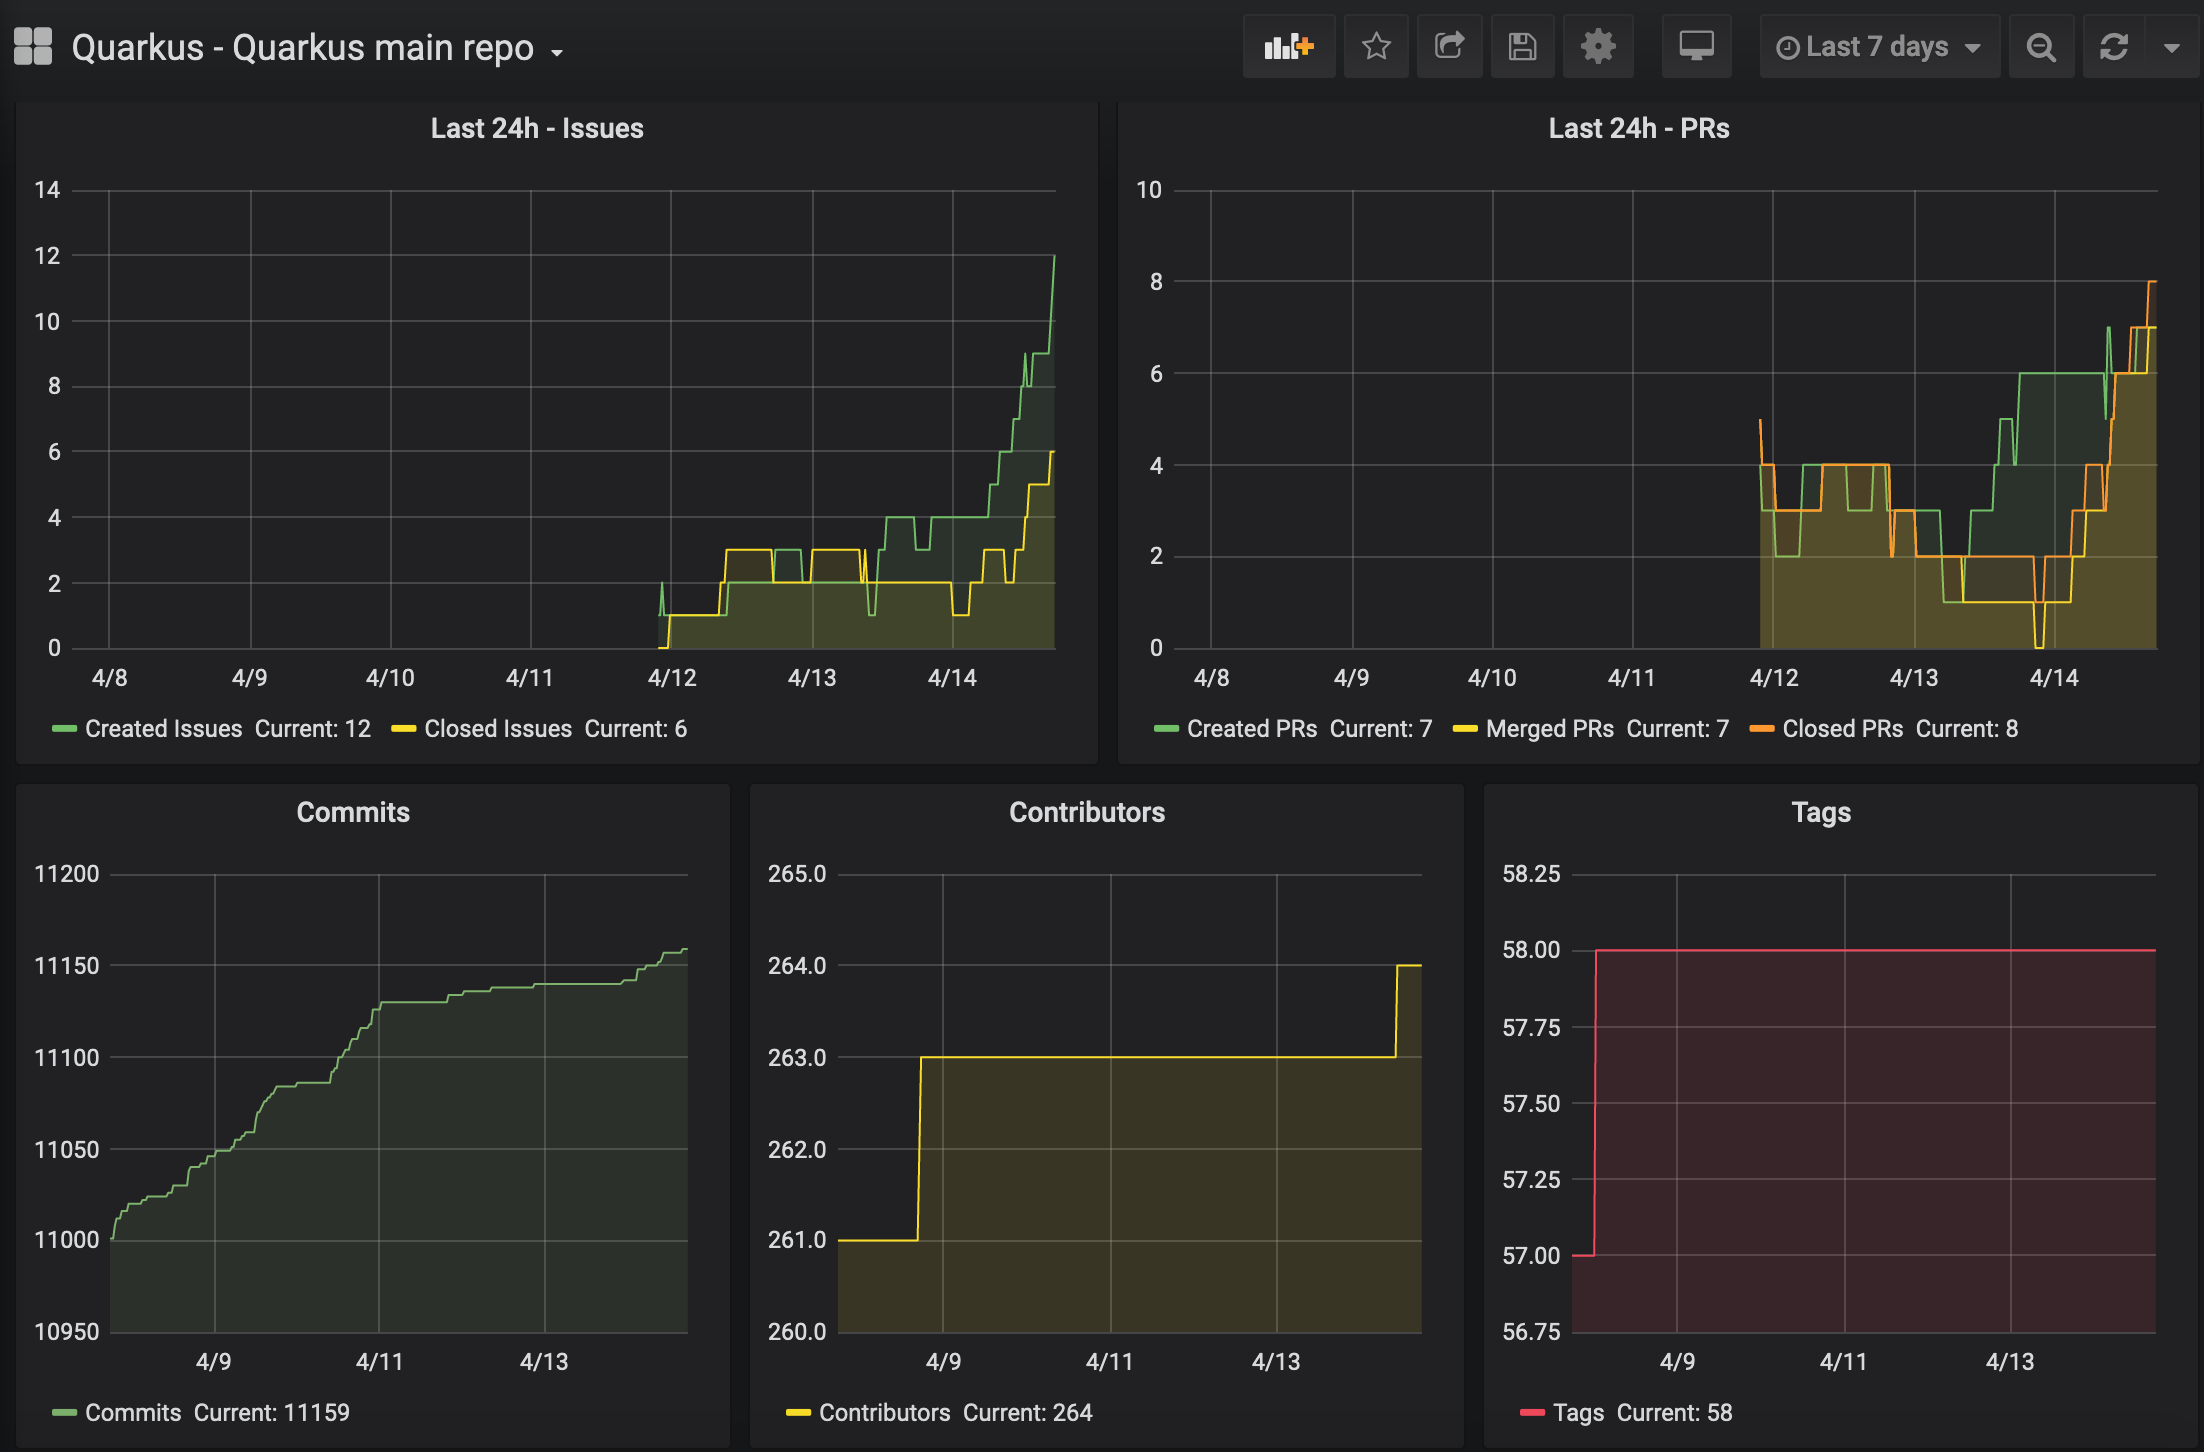 Quarkus - Quarkus main repo
Last 7 days
Last 24h - Issues
14
12
10
8
6
4
2
0
4/8 4/9 4/10 4/11 4/12 4/13 4/14
Created Issues Current: 12 Closed Issues Current: 6
Last 24h - PRs
10
8
6
4
2
0
4/8 4/9 4/10 4/11 4/12 4/13 4/14
Created PRs Current: 7 Merged PRs Current: 7 Closed PRs Current: 8
Commits
11200
11150
11100
11050
11000
10950
4/9 4/11 4/13
Commits Current: 11159
Contributors
265.0
264.0
263.0
262.0
261.0
260.0
4/9 4/11 4/13
Contributors Current: 264
Tags
58.25
58.00
57.75
57.50
57.25
57.00
56.75
4/9 4/11 4/13
Tags Current: 58